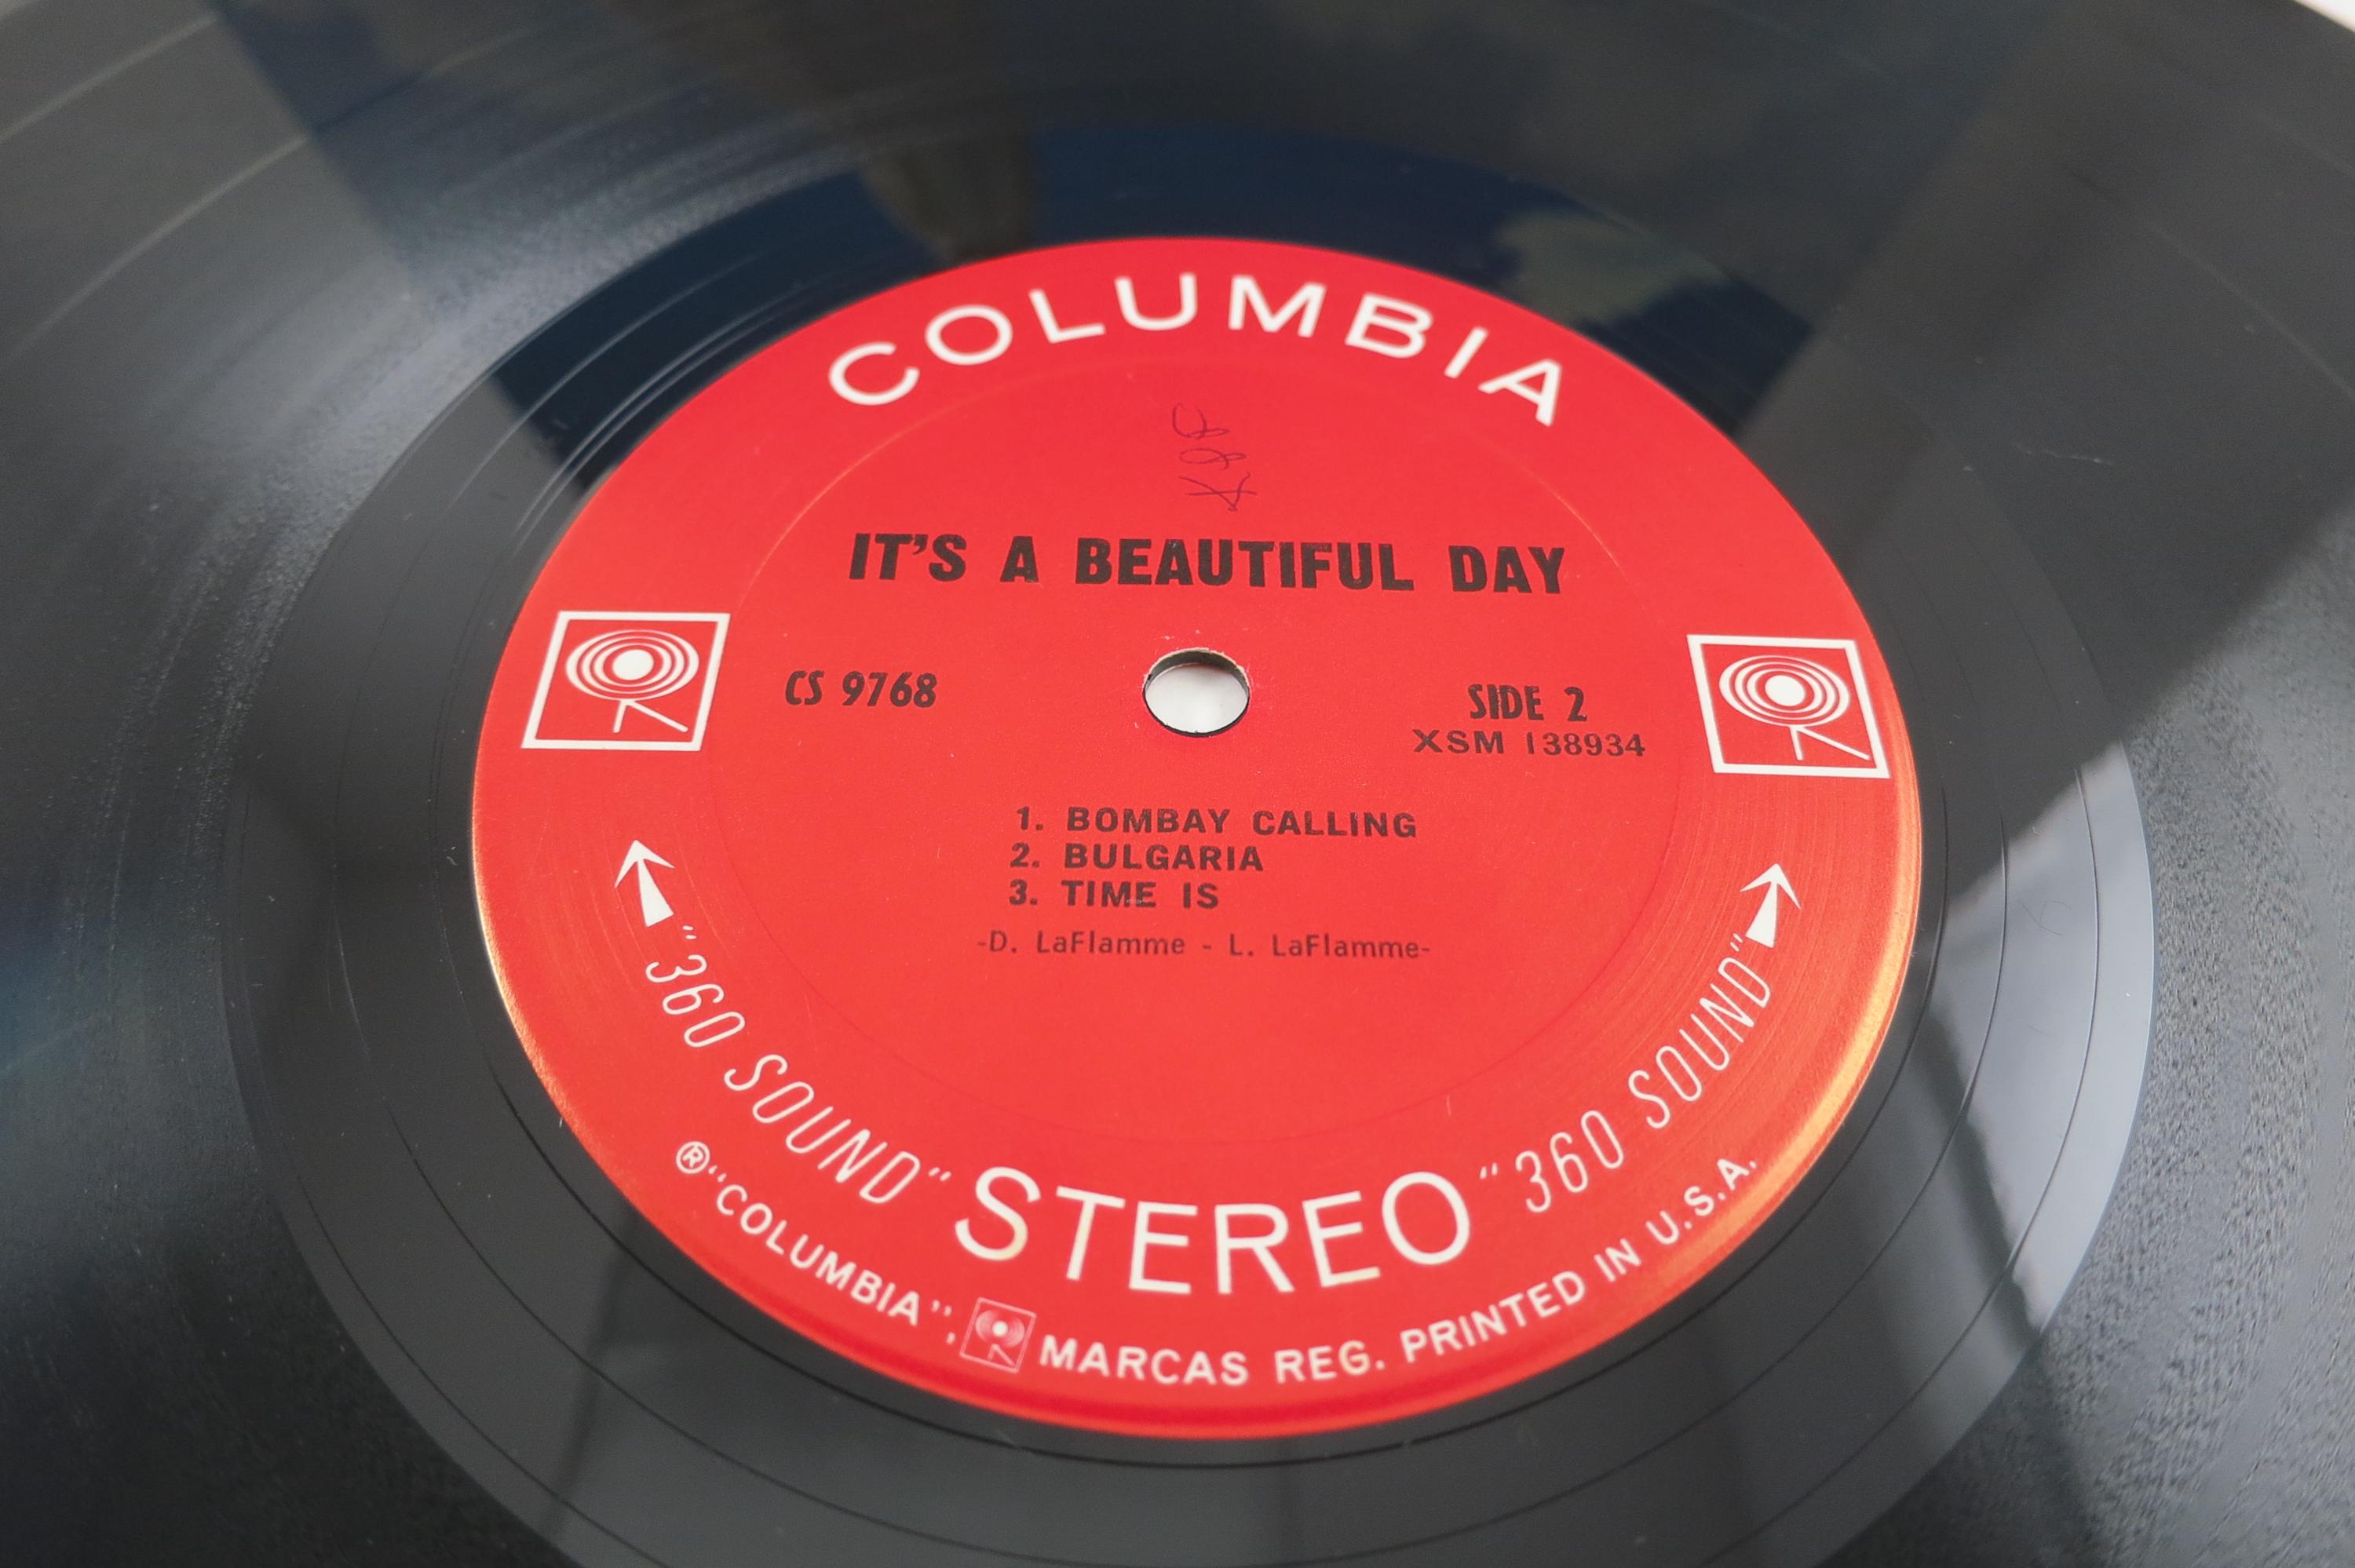 COLUMBIA
IT'S A BEAUTIFUL DAY
CS 9768
SIDE 2
XSM 138934
1. BOMBAY CALLING
2. BULGARIA
3. TIME IS
-D. LaFlamme - L. LaFlamme-
"360 SOUND" STEREO "360 SOUND"
®"COLUMBIA", MARCAS REG. PRINTED IN U.S.A.